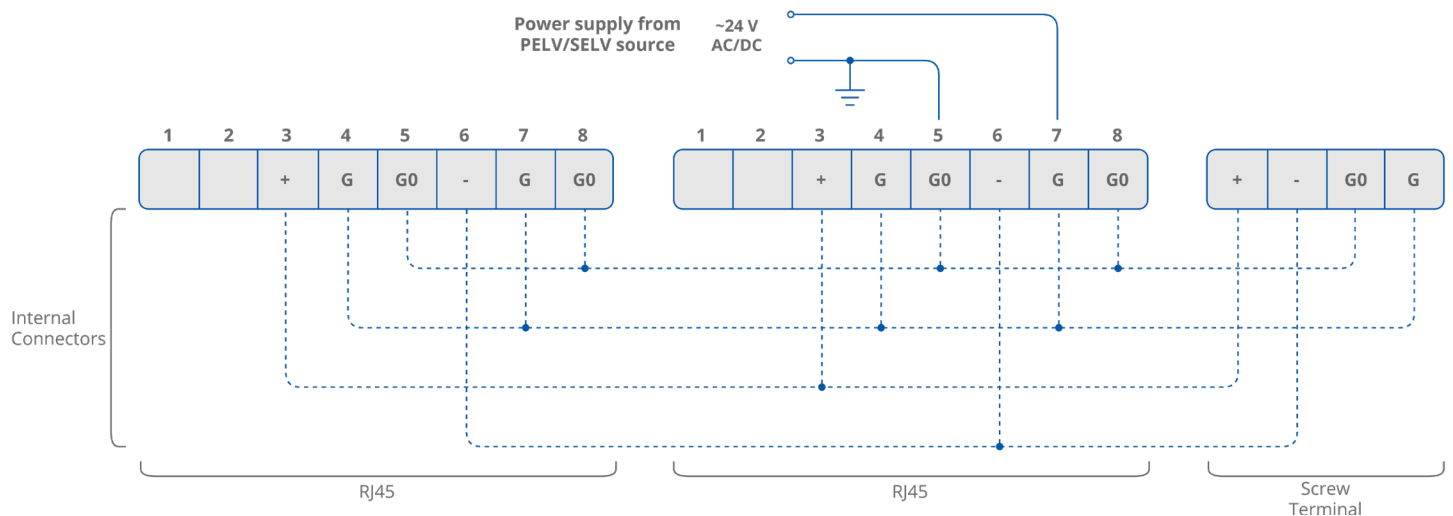 Power supply from ~24 V
PELV/SELV source AC/DC
1 2 3 4 5 6 7 8 1 2 3 4 5 6 7 8
+ G G0 - G G0 + G G0 - G G0 + - G0 G
Internal
Connectors
RJ45 RJ45 Screw
Terminal